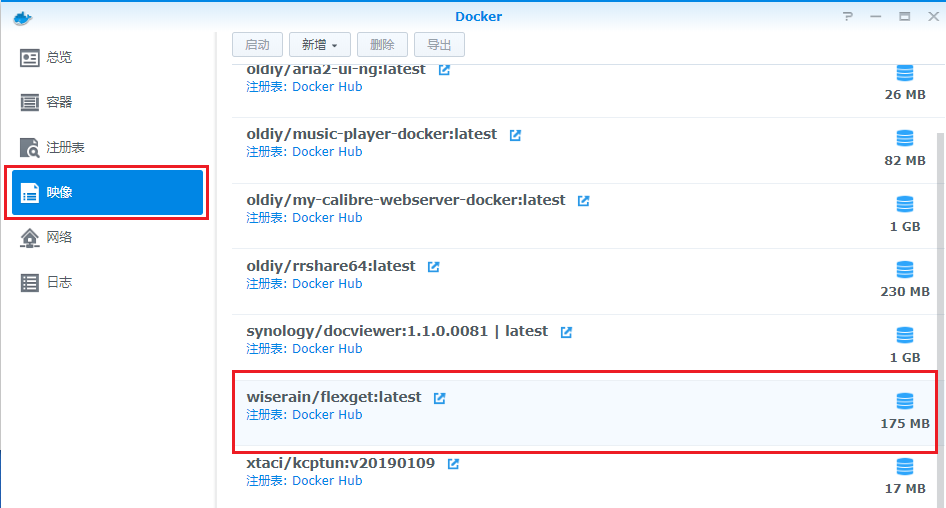 Docker
总览
容器
注册表
映像
网络
日志
启动 新增 删除 导出
oldiy/aria2-ui-ng:latest
注册表: Docker Hub
26 MB
oldiy/music-player-docker:latest
注册表: Docker Hub
82 MB
oldiy/my-calibre-webserver-docker:latest
注册表: Docker Hub
1 GB
oldiy/rrshare64:latest
注册表: Docker Hub
230 MB
synology/docviewer:1.1.0.0081 | latest
注册表: Docker Hub
1 GB
wiserain/flexget:latest
注册表: Docker Hub
175 MB
xtaci/kcptun:v20190109
注册表: Docker Hub
17 MB